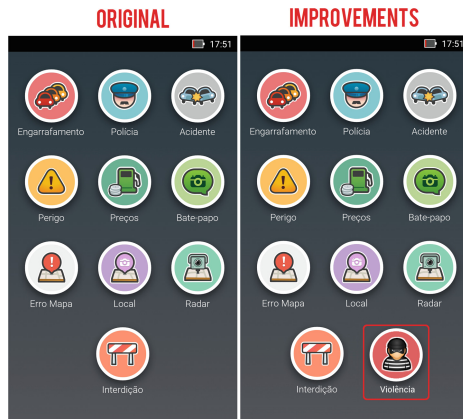 ORIGINAL
IMPROVEMENTS
17:51
17:51
Engarrafamento Polícia Acidente
Engarrafamento Polícia Acidente
Perigo Preços Bate-papo
Perigo Preços Bate-papo
Erro Mapa Local Radar
Erro Mapa Local Radar
Interdição
Interdição Violência